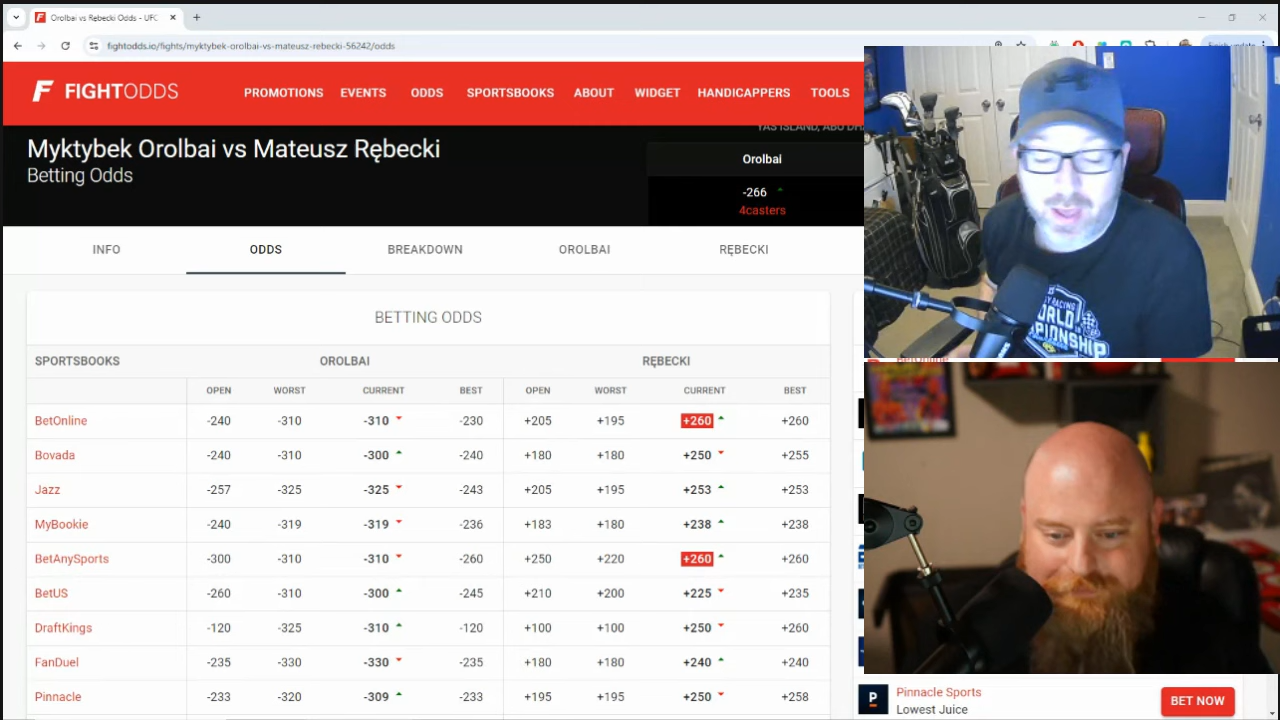 Orolbai vs Rębecki Odds - UFC
fightodds.io/fights/myktybek-orolbai-vs-mateusz-rebecki-56242/odds
FIGHTODDS
PROMOTIONS EVENTS ODDS SPORTSBOOKS ABOUT WIDGET HANDICAPPERS TOOLS
Myktybek Orolbai vs Mateusz Rębecki
Betting Odds
YAS ISLAND, ABU
Orolbai
-266
4casters
INFO ODDS BREAKDOWN OROLBAI RĘBECKI
BETTING ODDS
SPORTSBOOKS OROLBAI RĘBECKI
OPEN WORST CURRENT BEST OPEN WORST CURRENT BEST
BetOnline -240 -310 -310 -230 +205 +195 +260 +260
Bovada -240 -310 -300 -240 +180 +180 +250 +255
Jazz -257 -325 -325 -243 +205 +195 +253 +253
MyBookie -240 -319 -319 -236 +183 +180 +238 +238
BetAnySports -300 -310 -310 -260 +250 +220 +260 +260
BetUS -260 -310 -300 -245 +210 +200 +225 +235
DraftKings -120 -325 -310 -120 +100 +100 +250 +260
FanDuel -235 -330 -330 -235 +180 +180 +240 +240
Pinnacle -233 -320 -309 -233 +195 +195 +250 +258
RACING
CHAMPIONSHIP
BetOnline
P
Pinnacle Sports
Lowest Juice
BET NOW